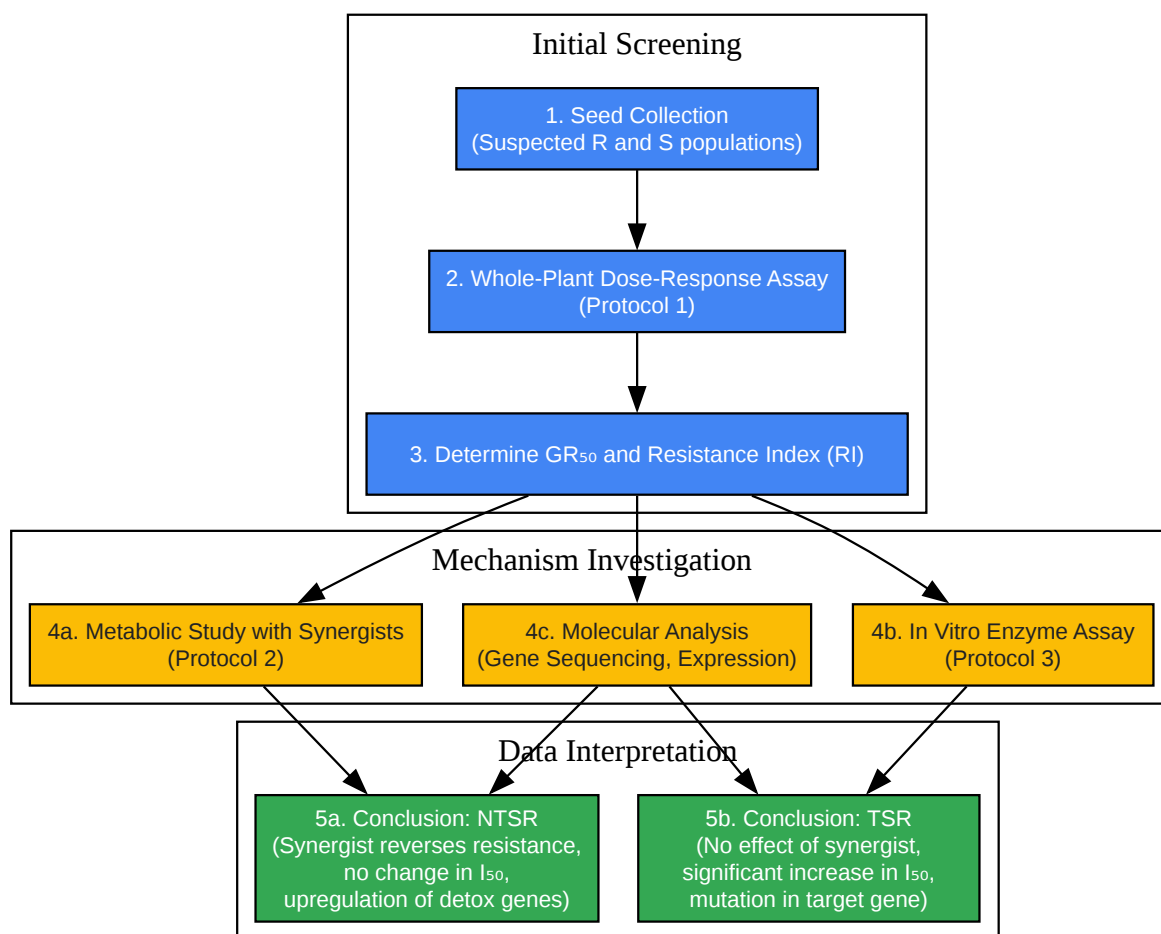 Initial Screening
1. Seed Collection
(Suspected R and S populations)
2. Whole-Plant Dose-Response Assay
(Protocol 1)
3. Determine GR₅₀ and Resistance Index (RI)
Mechanism Investigation
4a. Metabolic Study with Synergists
(Protocol 2)
4c. Molecular Analysis
(Gene Sequencing, Expression)
4b. In Vitro Enzyme Assay
(Protocol 3)
Data Interpretation
5a. Conclusion: NTSR
(Synergist reverses resistance,
no change in I₅₀,
upregulation of detox genes)
5b. Conclusion: TSR
(No effect of synergist,
significant increase in I₅₀,
mutation in target gene)